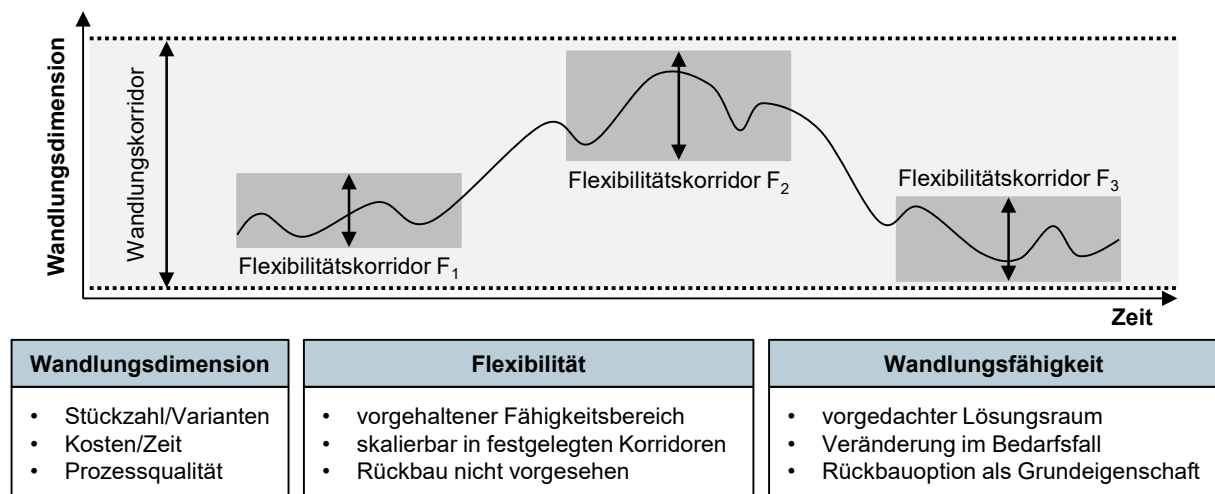 Wandlungsdimension
Wandlungskorridor
Flexibilitätskorridor F₁
Flexibilitätskorridor F₂
Flexibilitätskorridor F₃
Zeit
Wandlungsdimension
• Stückzahl/Varianten
• Kosten/Zeit
• Prozessqualität
Flexibilität
• vorgehaltener Fähigkeitsbereich
• skalierbar in festgelegten Korridoren
• Rückbau nicht vorgesehen
Wandlungsfähigkeit
• vorgedachter Lösungsraum
• Veränderung im Bedarfsfall
• Rückbauoption als Grundeigenschaft